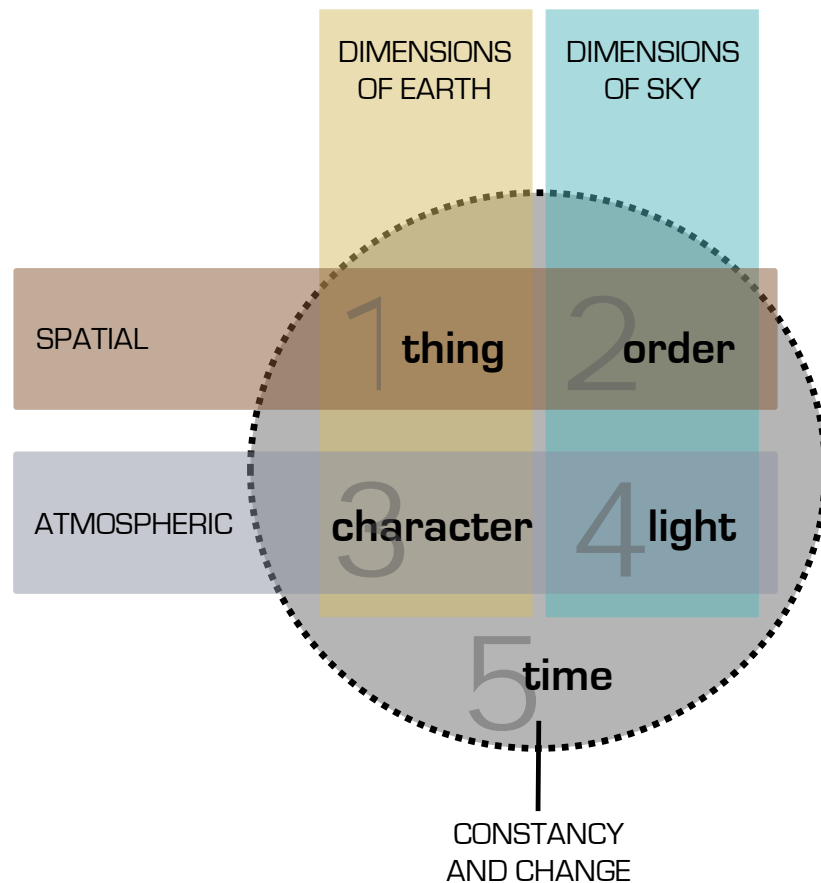 DIMENSIONS
OF EARTH
DIMENSIONS
OF SKY
SPATIAL
1 thing
2 order
ATMOSPHERIC
3 character
4 light
5 time
CONSTANCY
AND CHANGE